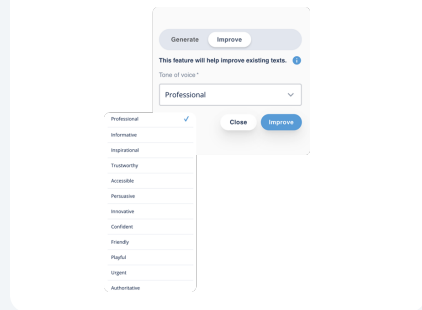 Generate Improve
This feature will help improve existing texts. i
Tone of voice*
Professional
Close Improve
Professional
Informative
Inspirational
Trustworthy
Accessible
Persuasive
Innovative
Confident
Friendly
Playful
Urgent
Authoritative